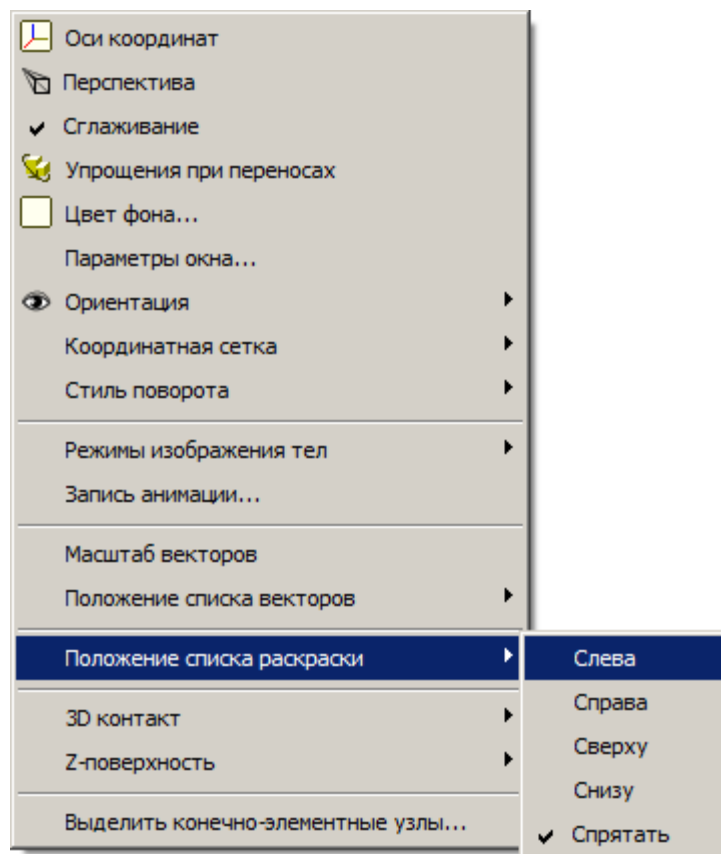 Оси координат
Перспектива
Сглаживание
Упрощения при переносах
Цвет фона...
Параметры окна...
Ориентация
Координатная сетка
Стиль поворота
Режимы изображения тел
Запись анимации...
Масштаб векторов
Положение списка векторов
Положение списка раскраски
3D контакт
Z-поверхность
Выделить конечно-элементные узлы...
Слева
Справа
Сверху
Снизу
Спрятать